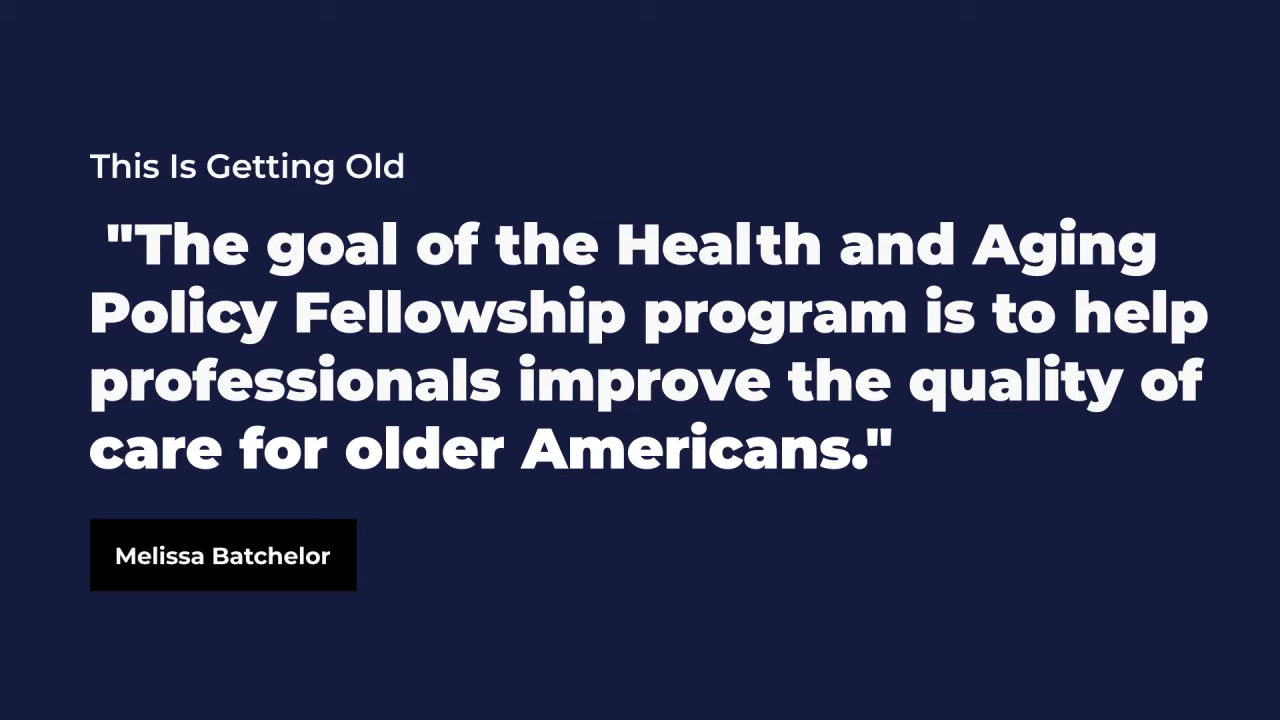 This Is Getting Old
"The goal of the Health and Aging
Policy Fellowship program is to help
professionals improve the quality of
care for older Americans."
Melissa Batchelor